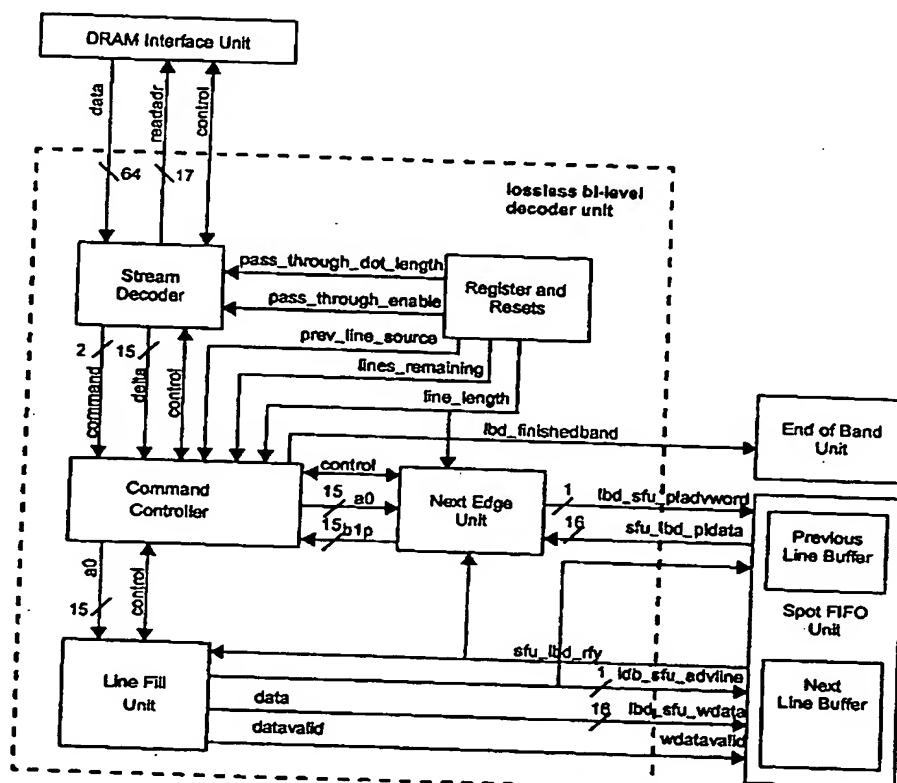 DRAM Interface Unit
data
readadr
control
64
17
lossless bi-level
decoder unit
Stream
Decoder
pass_through_dot_length
pass_through_enable
Register and
Resets
prev_line_source
lines_remaining
line_length
2
15
command
delta
control
lbd_finishedband
End of Band
Unit
Command
Controller
control
15 a0
15 b1p
Next Edge
Unit
1 lbd_sfu_pladvword
16 sfu_lbd_pldata
Previous
Line Buffer
Spot FIFO
Unit
a0
15
control
Line Fill
Unit
sfu_lbd_rfy
1 ldb_sfu_advline
data
16 lbd_sfu_wdata
datavalid
wdatavalid
Next
Line Buffer